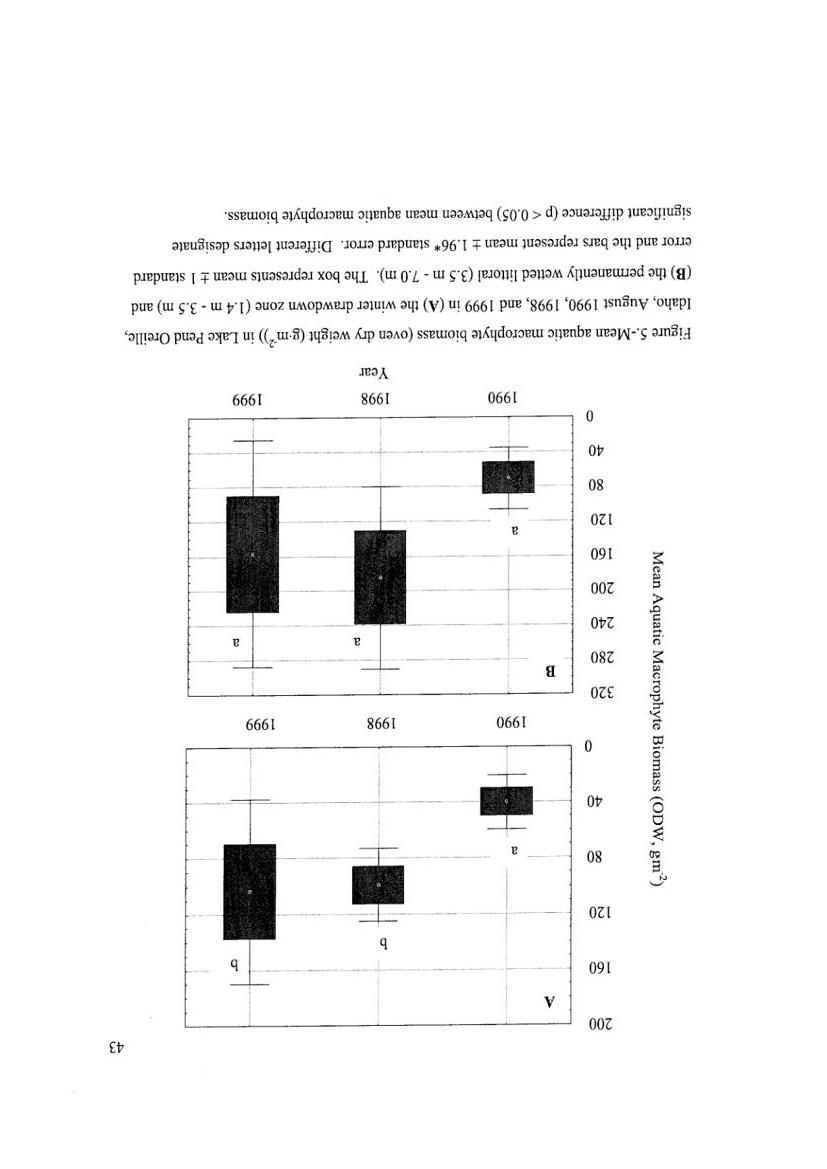 43
Mean Aquatic Macrophyte Biomass (ODW, gm⁻²)
200
160
120
80
40
0
A
a
b
b
1990
1998
1999
320
280
240
200
160
120
80
40
0
B
a
a
a
1990
1998
1999
Year
Figure 5.-Mean aquatic macrophyte biomass (oven dry weight (g·m⁻²)) in Lake Pend Oreille,
Idaho, August 1990, 1998, and 1999 in (A) the winter drawdown zone (1.4 m - 3.5 m) and
(B) the permanently wetted littoral (3.5 m - 7.0 m). The box represents mean ± 1 standard
error and the bars represent mean ± 1.96* standard error. Different letters designate
significant difference (p < 0.05) between mean aquatic macrophyte biomass.